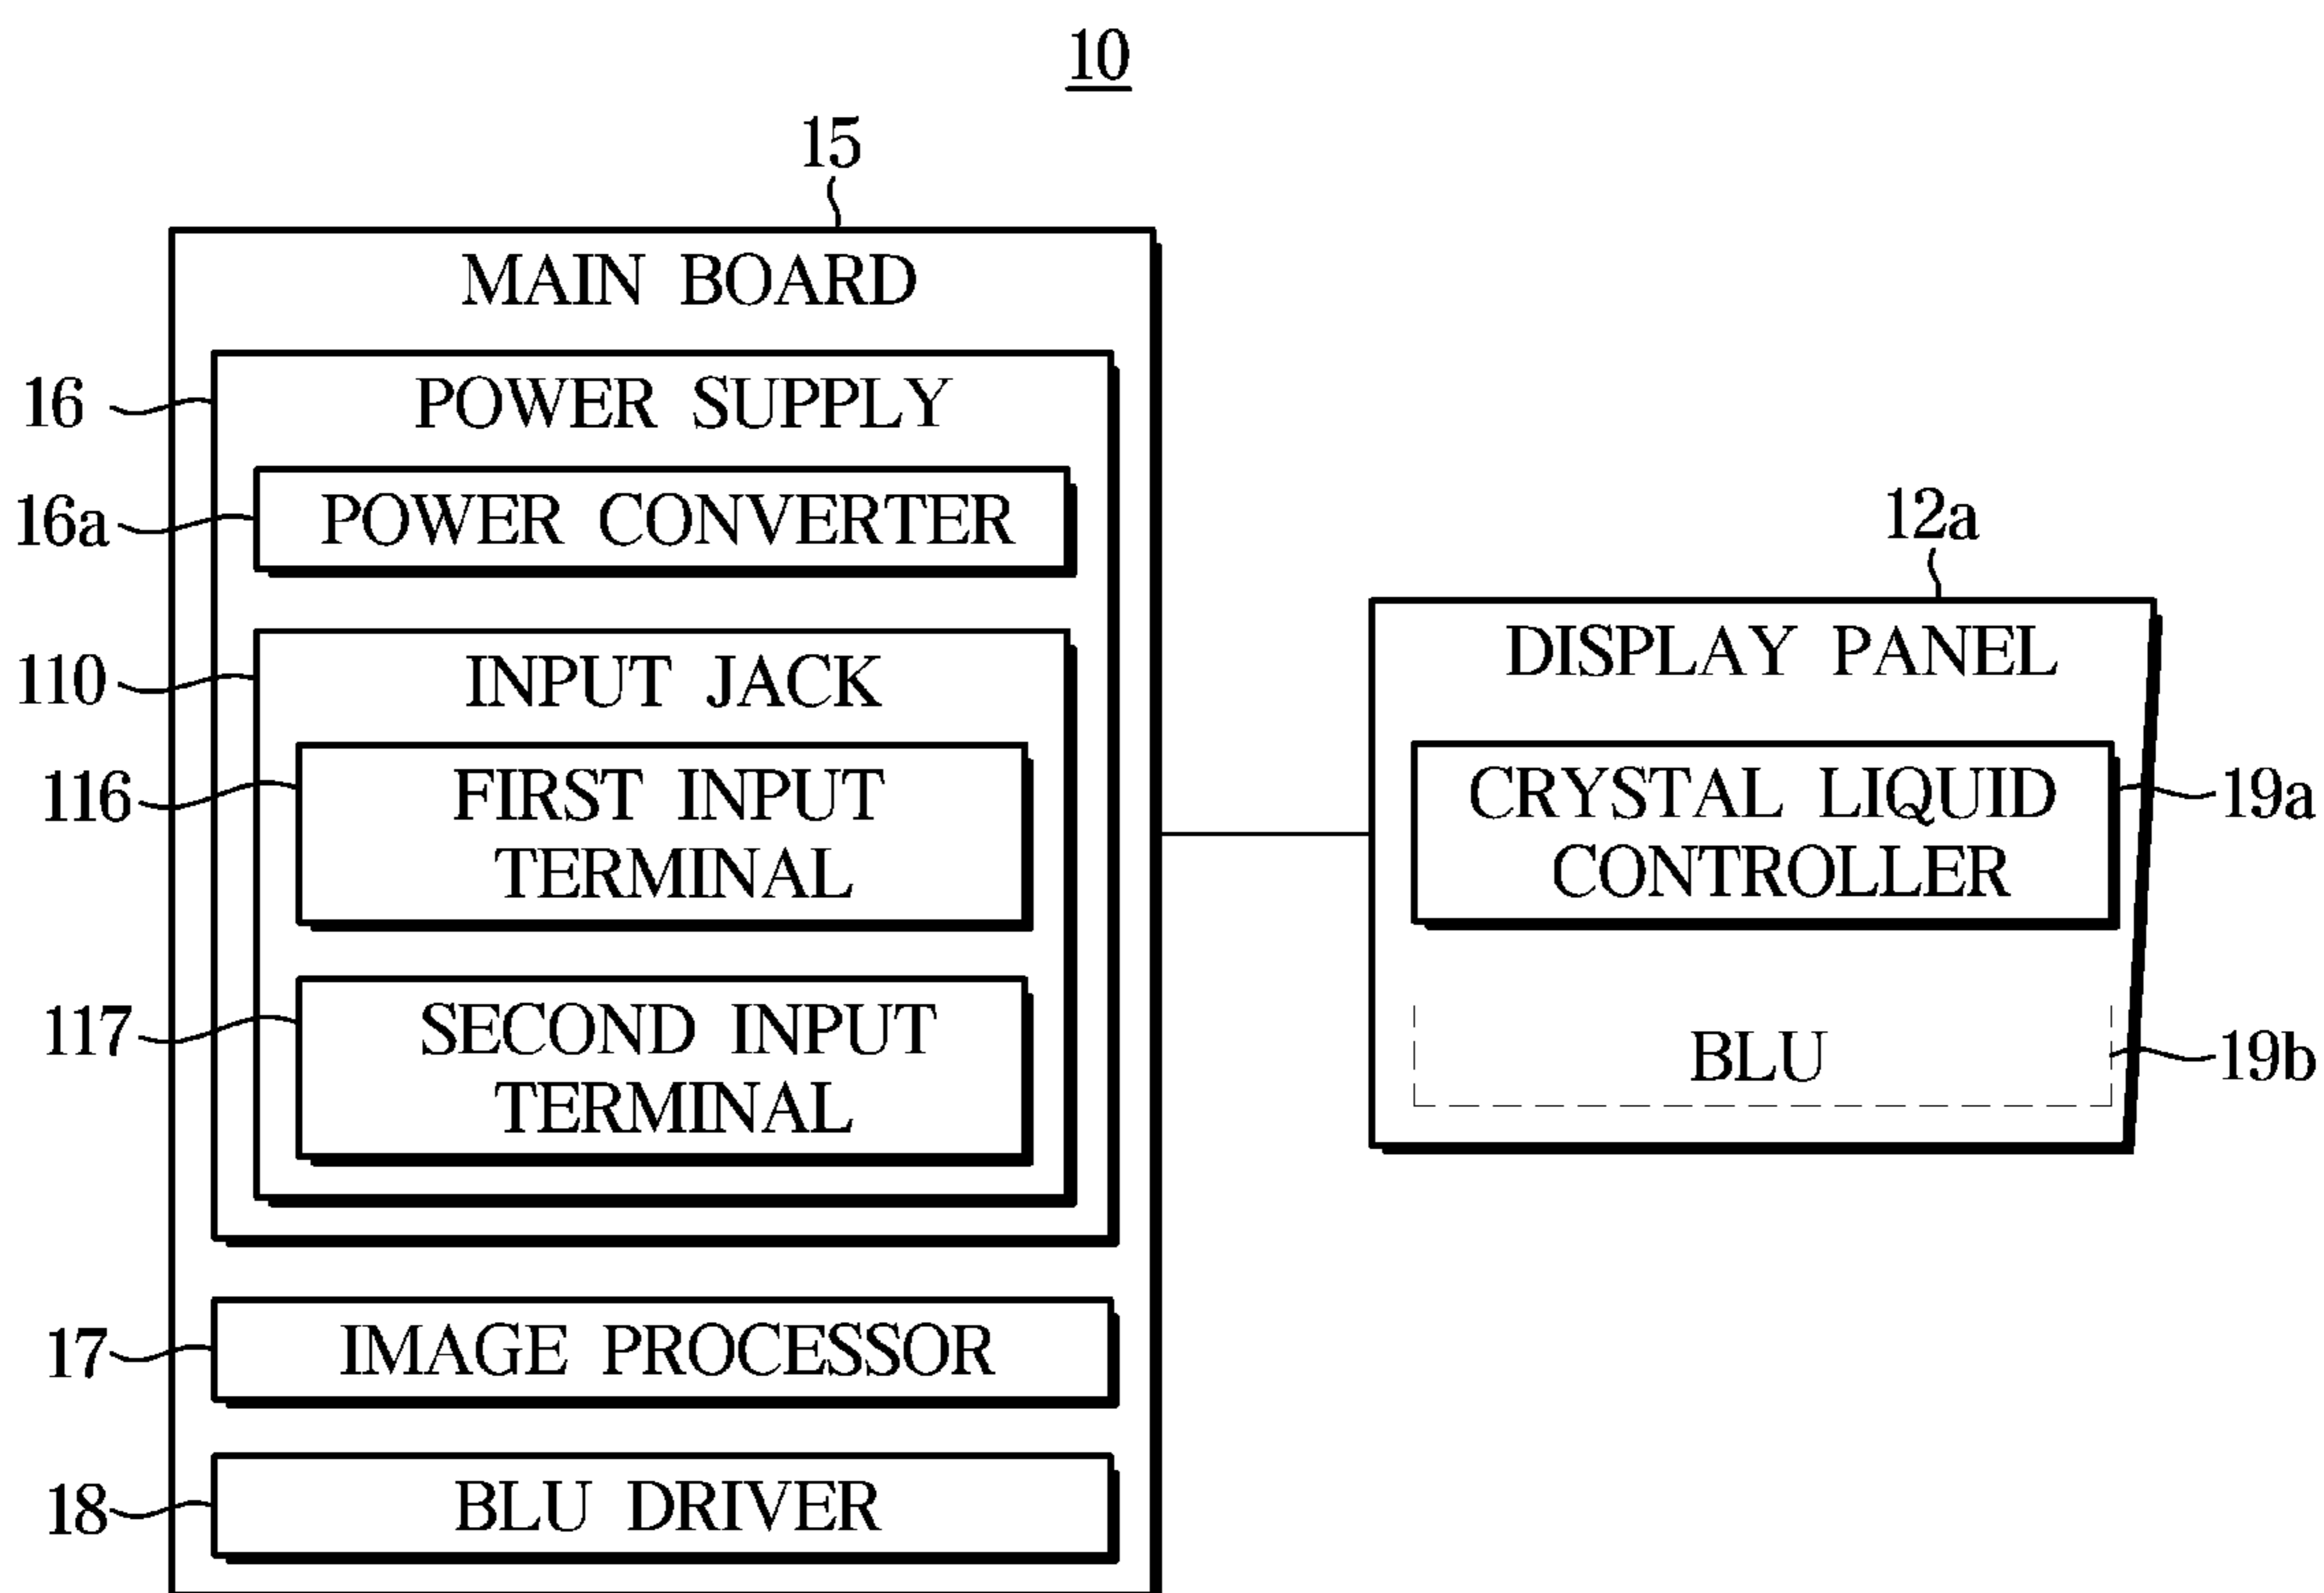 10
15
MAIN BOARD
16
POWER SUPPLY
16a
POWER CONVERTER
110
INPUT JACK
116
FIRST INPUT
TERMINAL
117
SECOND INPUT
TERMINAL
17
IMAGE PROCESSOR
18
BLU DRIVER
12a
DISPLAY PANEL
CRYSTAL LIQUID
CONTROLLER
19a
BLU
19b